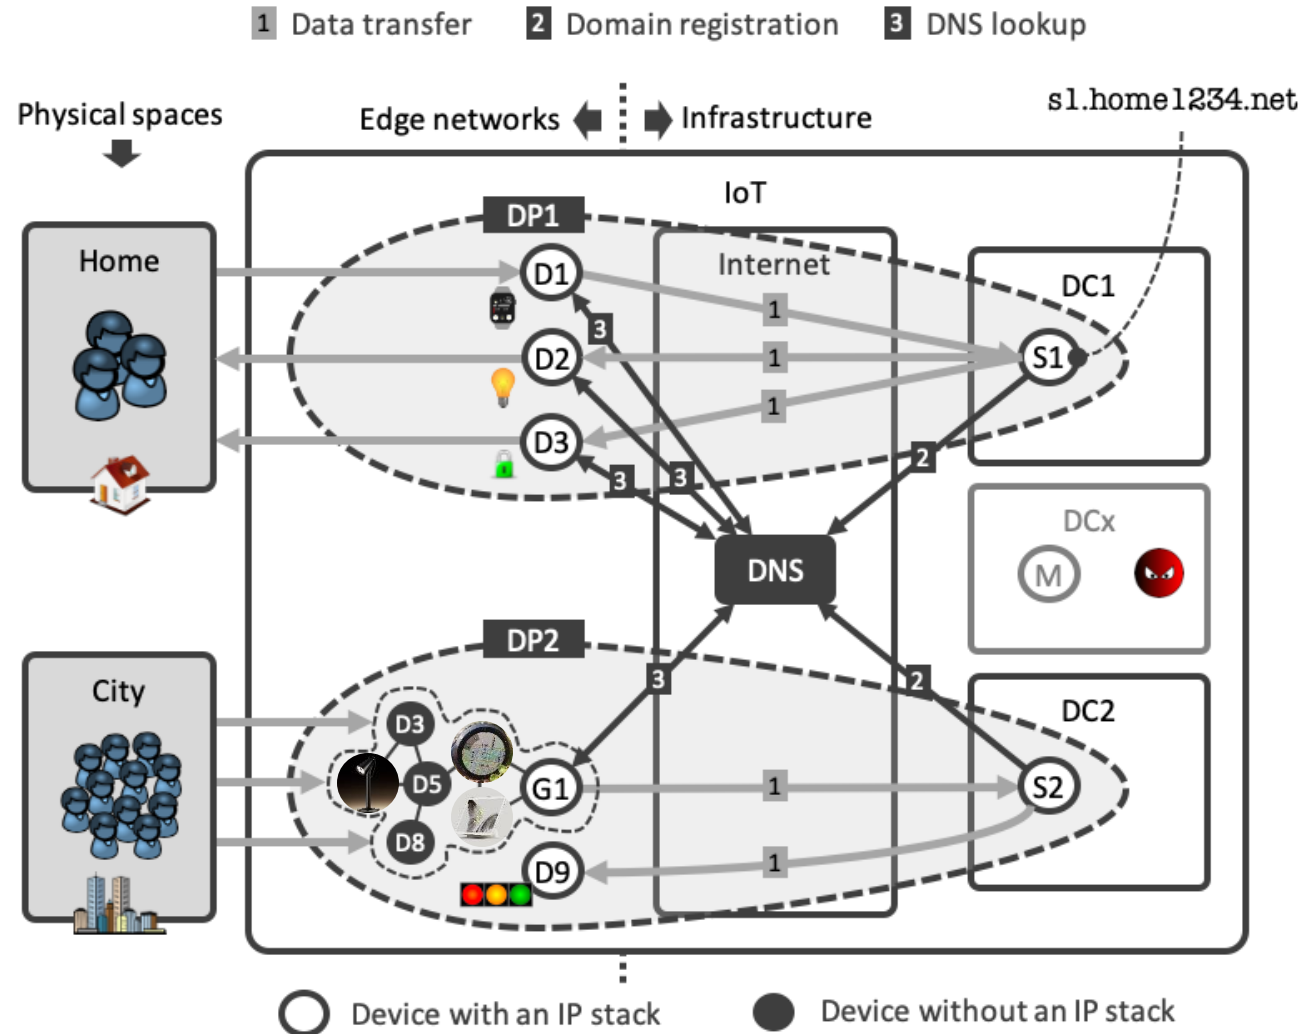 1 Data transfer
2 Domain registration
3 DNS lookup
Physical spaces
Edge networks
Infrastructure
s1.home1234.net
IoT
DP1
Home
D1
Internet
DC1
1
3
D2
1
S1
1
D3
2
3
3
DCx
M
DNS
DP2
City
3
2
DC2
D3
D5
G1
1
S2
D8
D9
1
Device with an IP stack
Device without an IP stack